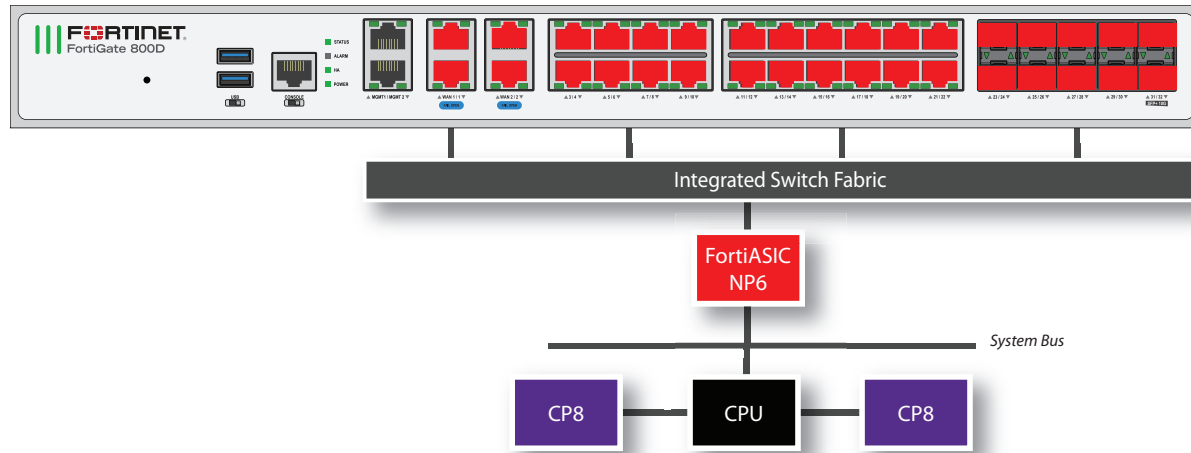 FORTINET.
FortiGate 800D
STATUS
ALARM
HA
POWER
USB
CONSOLE
▲ MGMT1 / MGMT 2 ▼
▲ WAN 1 / 1 ▼
▲ WAN 2 / 2 ▼
▲ 3 / 4 ▼
▲ 5 / 6 ▼
▲ 7 / 8 ▼
▲ 9 / 10 ▼
▲ 11 / 12 ▼
▲ 13 / 14 ▼
▲ 15 / 16 ▼
▲ 17 / 18 ▼
▲ 19 / 20 ▼
▲ 21 / 22 ▼
▲ 23 / 24 ▼
▲ 25 / 26 ▼
▲ 27 / 28 ▼
▲ 29 / 30 ▼
▲ 31 / 32 ▼
SFP+ 10G
Integrated Switch Fabric
FortiASIC
NP6
System Bus
CP8
CPU
CP8